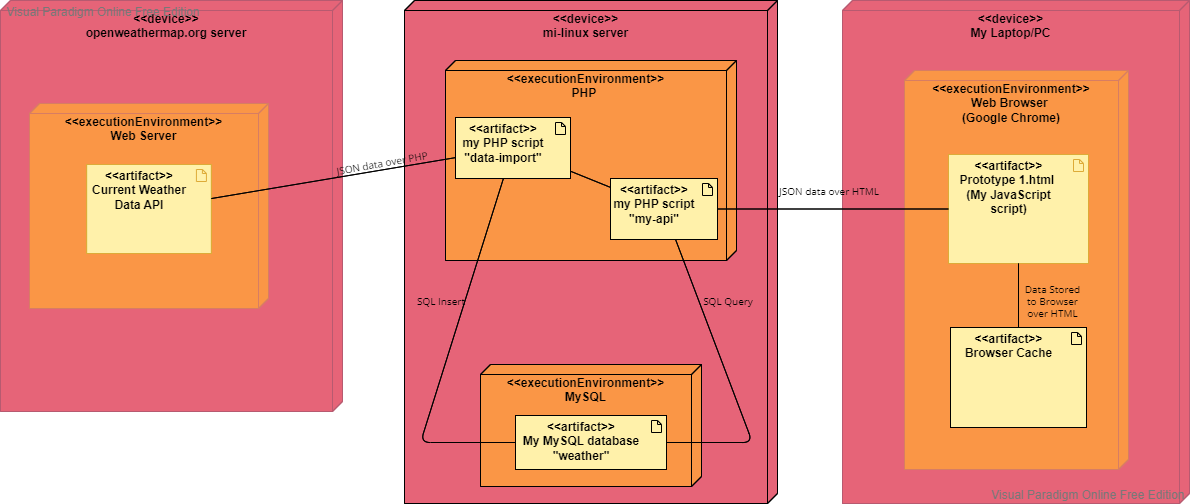 Visual Paradigm Online Free Edition
<<device>>
openweathermap.org server
<<executionEnvironment>>
Web Server
<<artifact>>
Current Weather
Data API
JSON data over PHP
<<device>>
mi-linux server
<<executionEnvironment>>
PHP
<<artifact>>
my PHP script
"data-import"
<<artifact>>
my PHP script
"my-api"
SQL Insert
SQL Query
<<executionEnvironment>>
MySQL
<<artifact>>
My MySQL database
"weather"
JSON data over HTML
<<device>>
My Laptop/PC
<<executionEnvironment>>
Web Browser
(Google Chrome)
<<artifact>>
Prototype 1.html
(My JavaScript
script)
Data Stored
to Browser
over HTML
<<artifact>>
Browser Cache
Visual Paradigm Online Free Edition